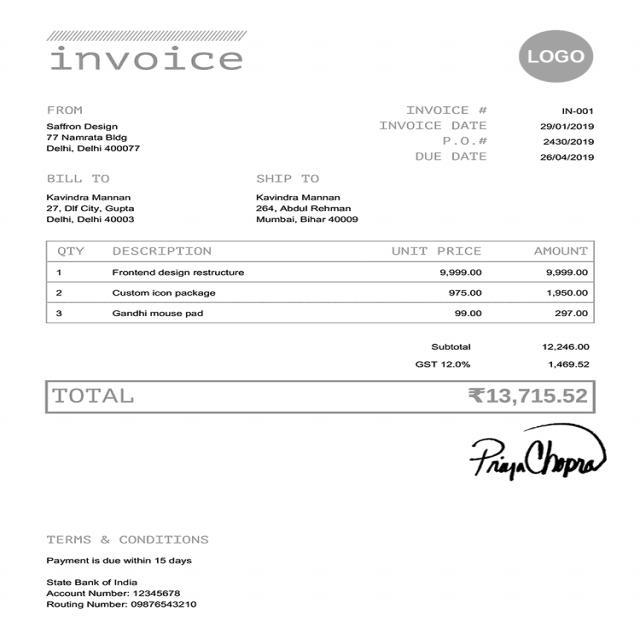 invoice
LOGO
FROM
Saffron Design
77 Namrata Bldg
Delhi, Delhi 400077
INVOICE # IN-001
INVOICE DATE 29/01/2019
P.O.# 2430/2019
DUE DATE 26/04/2019
BILL TO
Kavindra Mannan
27, Dlf City, Gupta
Delhi, Delhi 40003
SHIP TO
Kavindra Mannan
264, Abdul Rehman
Mumbai, Bihar 40009
QTY DESCRIPTION UNIT PRICE AMOUNT
1 Frontend design restructure 9,999.00 9,999.00
2 Custom icon package 975.00 1,950.00
3 Gandhi mouse pad 99.00 297.00
Subtotal 12,246.00
GST 12.0% 1,469.52
TOTAL ₹13,715.52
Priya Chopra
TERMS & CONDITIONS
Payment is due within 15 days
State Bank of India
Account Number: 12345678
Routing Number: 09876543210